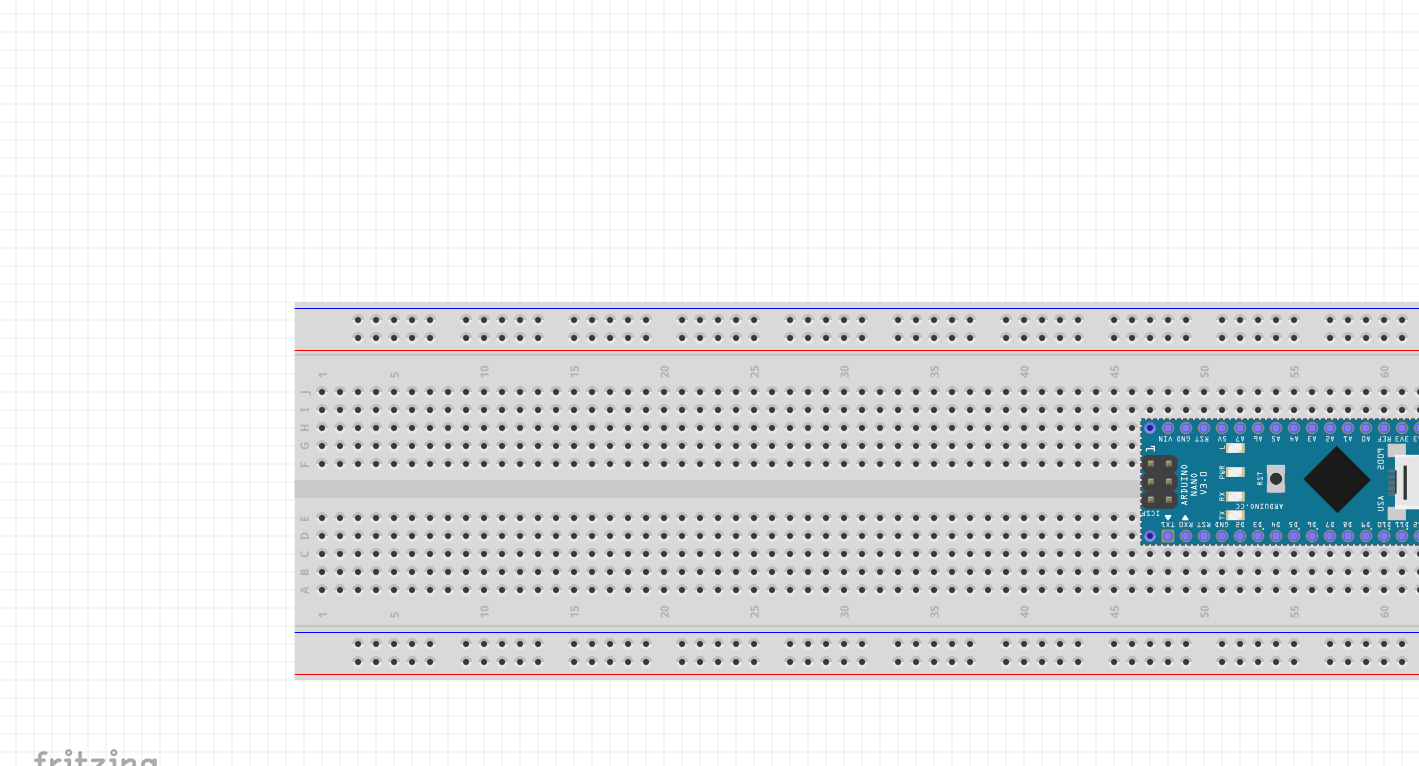 1 5 10 15 20 25 30 35 40 45 50 55 60
J
I
H
G
F
VIN GND RST 5V A7 A6 A5 A4 A3 A2 A1 A0 REF 3V3
L
PWR
RX
TX
RST
ARDUINO
NANO
V3.0
ARDUINO.CC
ICSP
USA
2009
TX1 RX0 RST GND D2 D3 D4 D5 D6 D7 D8 D9 D10 D11
E
D
C
B
A
1 5 10 15 20 25 30 35 40 45 50 55 60
fritzing